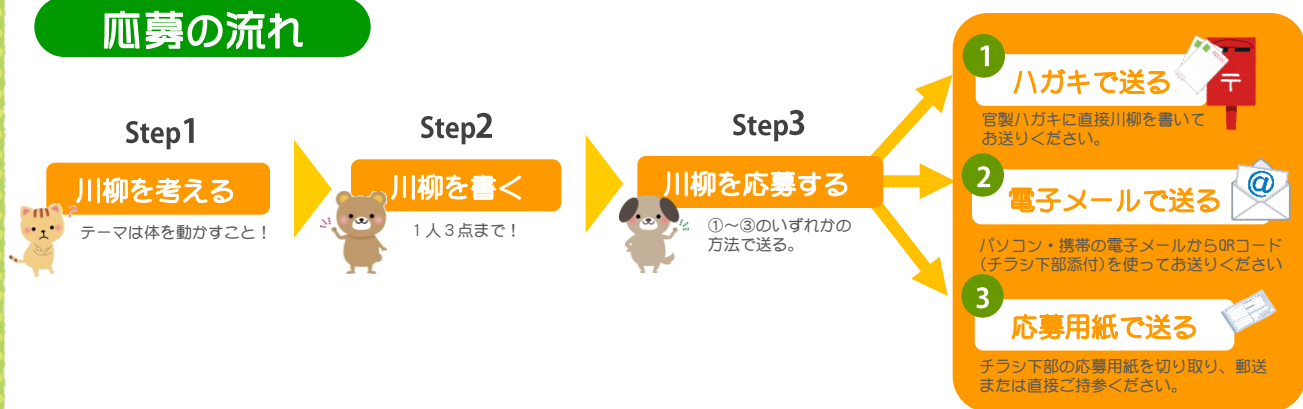 応募の流れ
Step1
川柳を考える
テーマは体を動かすこと！
Step2
川柳を書く
1人3点まで！
Step3
川柳を応募する
①～③のいずれかの
方法で送る。
1
ハガキで送る
〒
官製ハガキに直接川柳を書いて
お送りください。
2
電子メールで送る
@
パソコン・携帯の電子メールからQRコード
(チラシ下部添付)を使ってお送りください
3
応募用紙で送る
チラシ下部の応募用紙を切り取り、郵送
または直接ご持参ください。